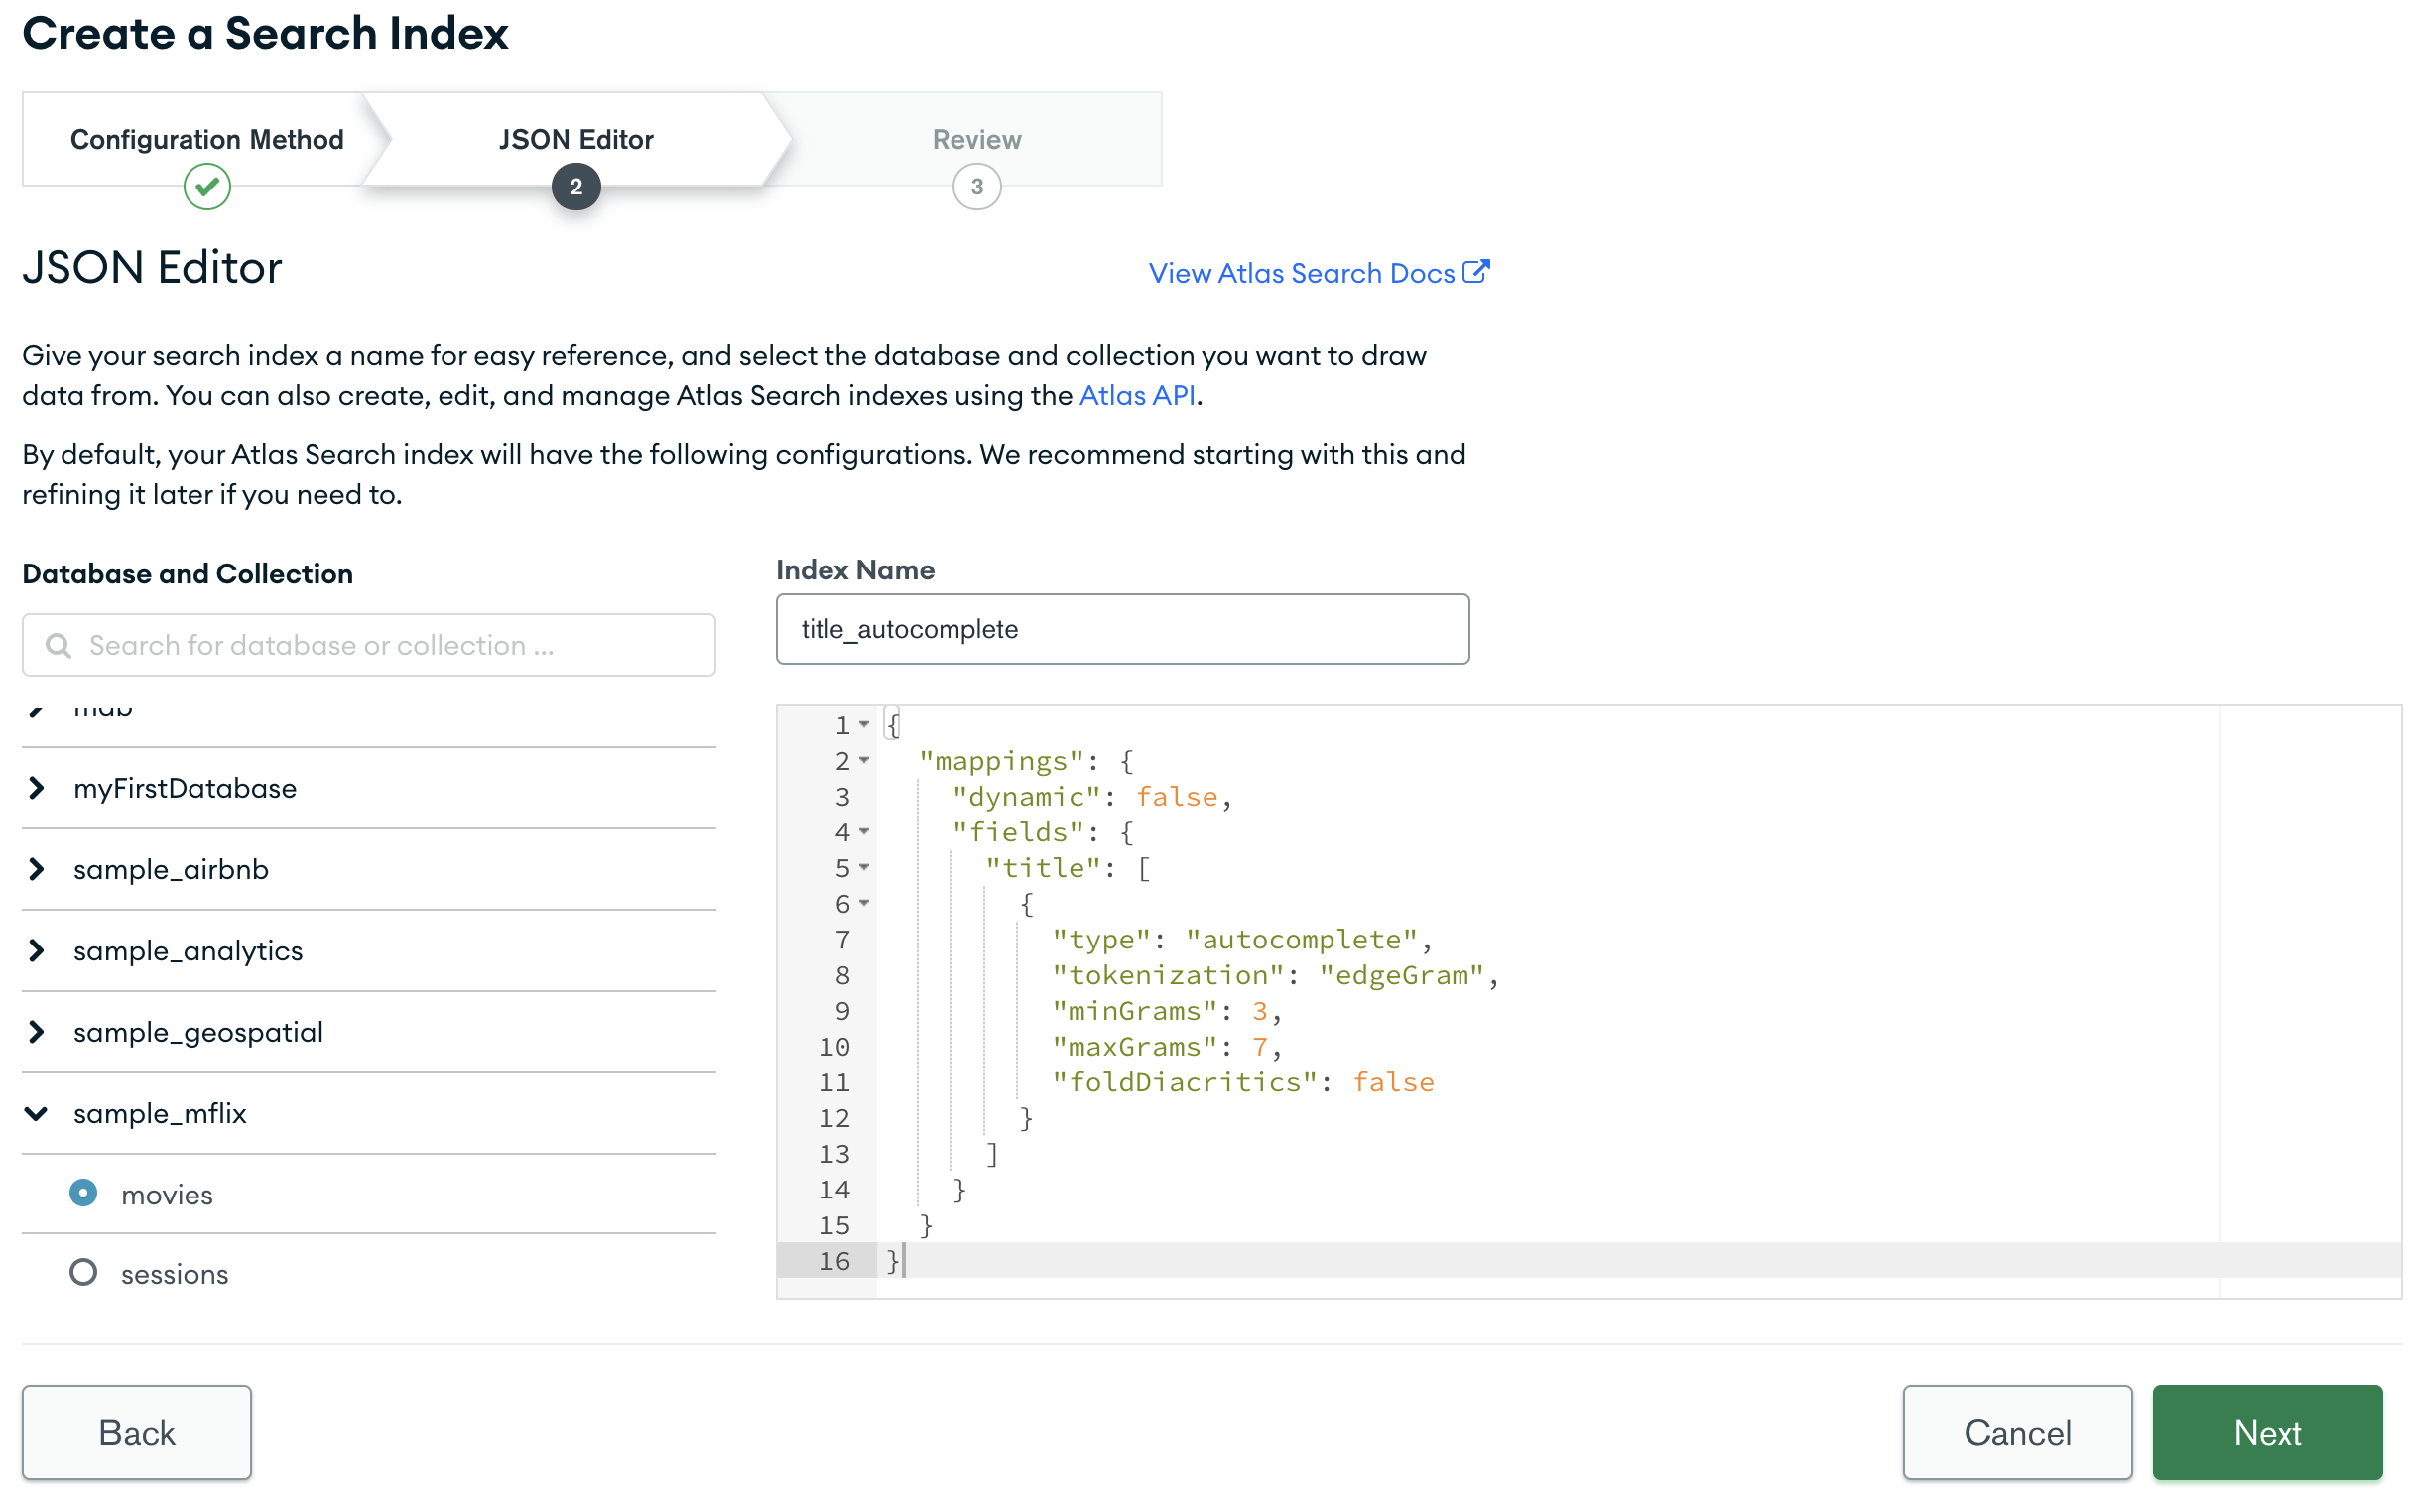 Create a Search Index
Configuration Method
JSON Editor
Review
2
3
JSON Editor
View Atlas Search Docs
Give your search index a name for easy reference, and select the database and collection you want to draw
data from. You can also create, edit, and manage Atlas Search indexes using the Atlas API.
By default, your Atlas Search index will have the following configurations. We recommend starting with this and
refining it later if you need to.
Database and Collection
Search for database or collection ...
myFirstDatabase
sample_airbnb
sample_analytics
sample_geospatial
sample_mflix
movies
sessions
Index Name
title_autocomplete
1 {
2 "mappings": {
3 "dynamic": false,
4 "fields": {
5 "title": [
6 {
7 "type": "autocomplete",
8 "tokenization": "edgeGram",
9 "minGrams": 3,
10 "maxGrams": 7,
11 "foldDiacritics": false
12 }
13 ]
14 }
15 }
16 }
Back
Cancel
Next